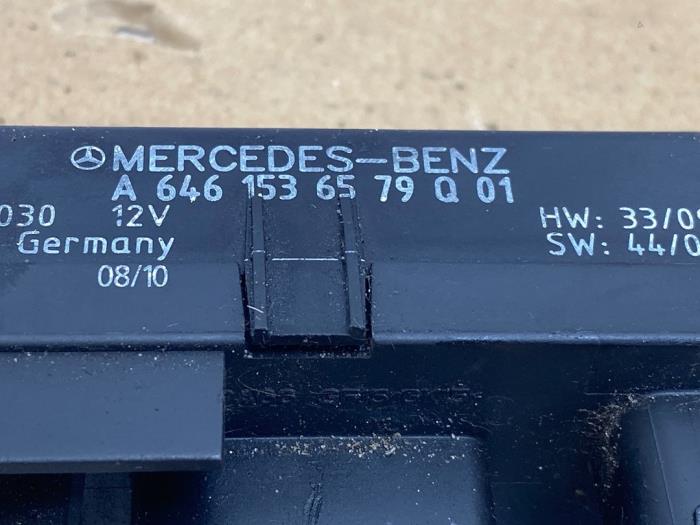 MERCEDES-BENZ
A 646 153 65 79 Q 01
030 12V
Germany
08/10
HW: 33/0
SW: 44/0